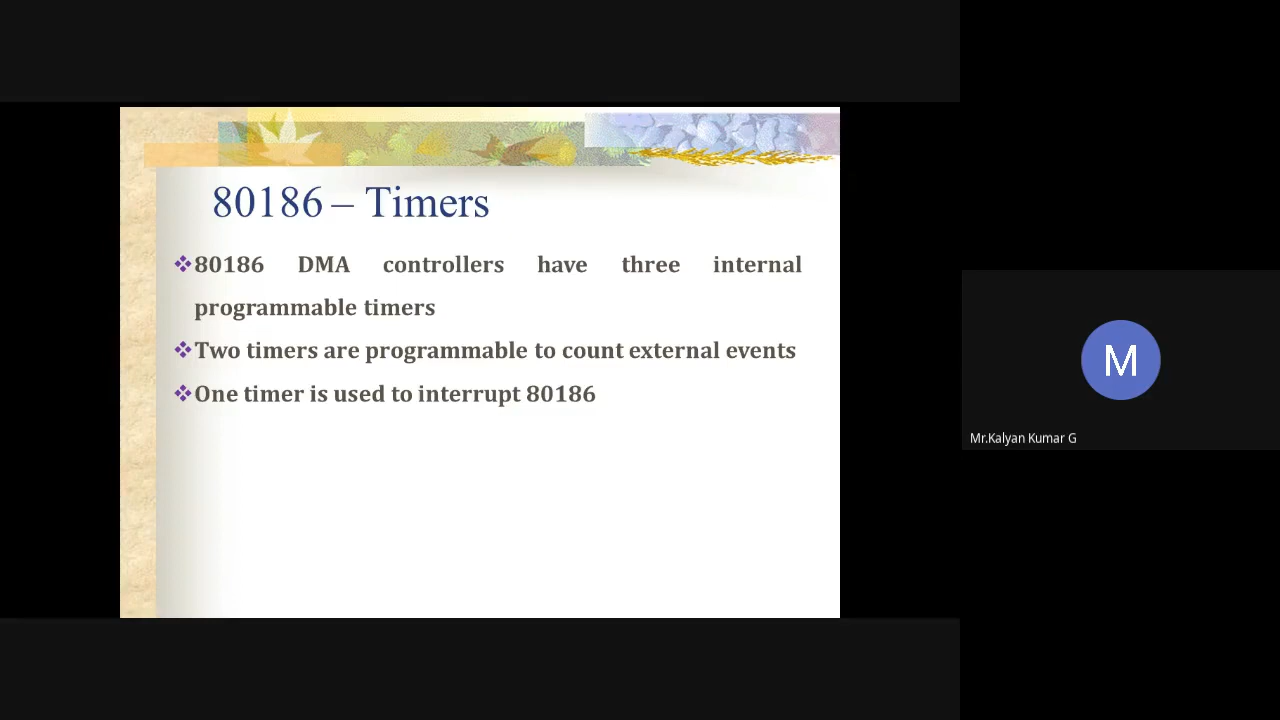 80186 – Timers
80186 DMA controllers have three internal
programmable timers
Two timers are programmable to count external events
One timer is used to interrupt 80186
M
Mr.Kalyan Kumar G